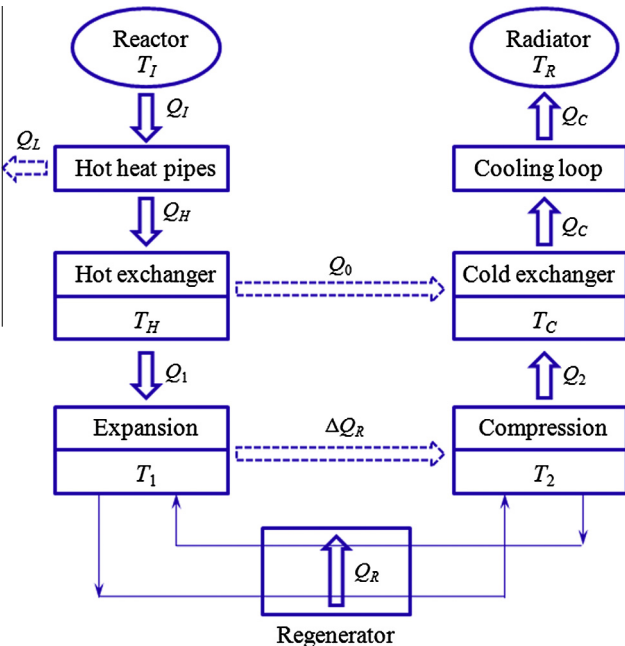 Reactor
T_I
Radiator
T_R
Q_I
Q_C
Q_L
Hot heat pipes
Cooling loop
Q_H
Q_C
Hot exchanger
Q_0
Cold exchanger
T_H
T_C
Q_1
Q_2
Expansion
ΔQ_R
Compression
T_1
T_2
Q_R
Regenerator